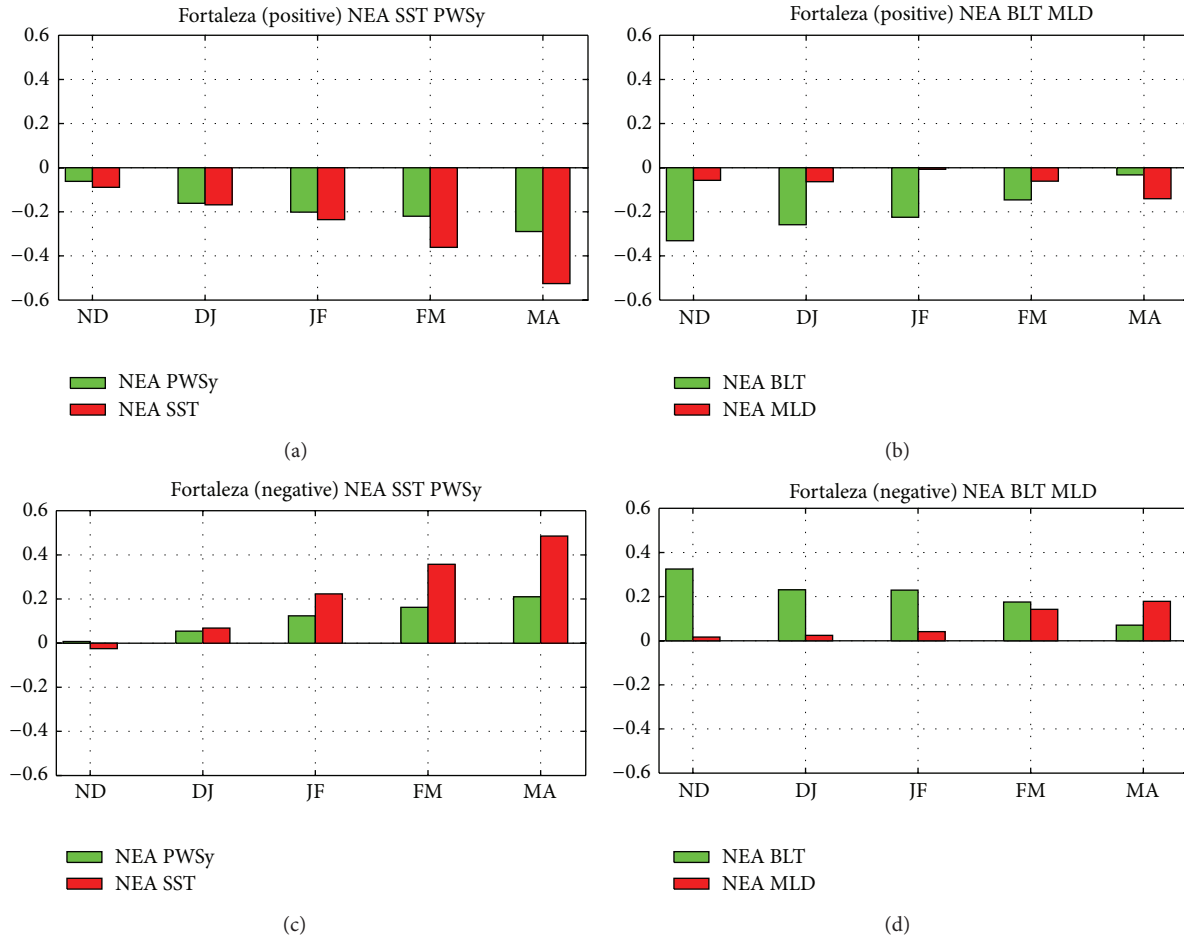 Fortaleza (positive) NEA SST PWSy
0.6
0.4
0.2
0
−0.2
−0.4
−0.6
ND DJ JF FM MA
NEA PWSy
NEA SST
(a)
Fortaleza (positive) NEA BLT MLD
0.6
0.4
0.2
0
−0.2
−0.4
−0.6
ND DJ JF FM MA
NEA BLT
NEA MLD
(b)
Fortaleza (negative) NEA SST PWSy
0.6
0.4
0.2
0
−0.2
−0.4
−0.6
ND DJ JF FM MA
NEA PWSy
NEA SST
(c)
Fortaleza (negative) NEA BLT MLD
0.6
0.4
0.2
0
−0.2
−0.4
−0.6
ND DJ JF FM MA
NEA BLT
NEA MLD
(d)